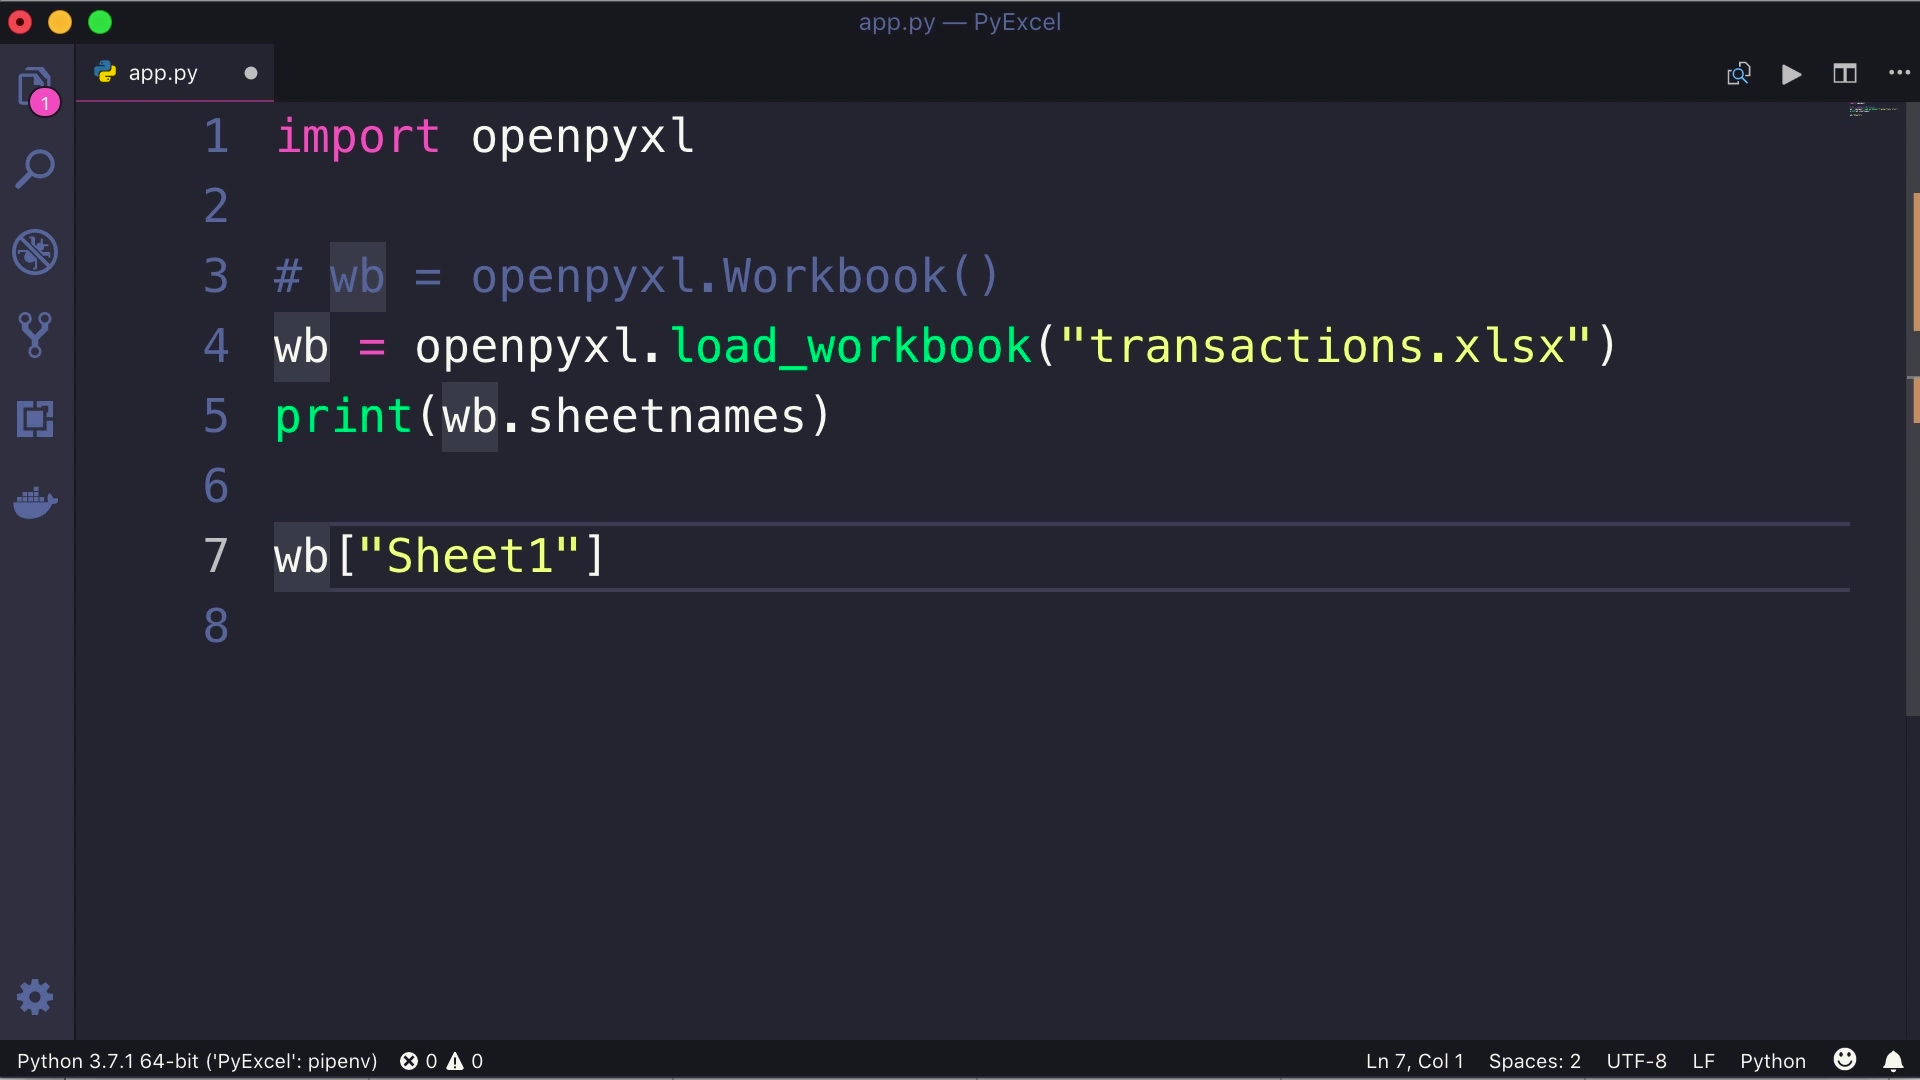 app.py — PyExcel
app.py
1
1 import openpyxl
2
3 # wb = openpyxl.Workbook()
4 wb = openpyxl.load_workbook("transactions.xlsx")
5 print(wb.sheetnames)
6
7 wb["Sheet1"]
8
Python 3.7.1 64-bit ('PyExcel': pipenv) 0 0 Ln 7, Col 1 Spaces: 2 UTF-8 LF Python